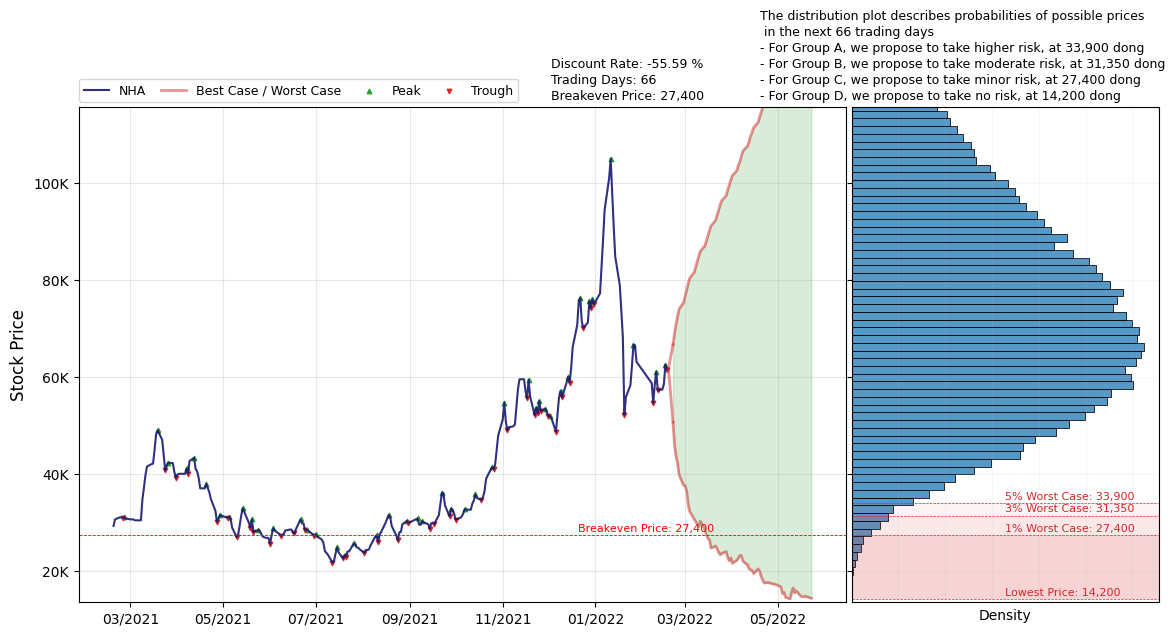 The distribution plot describes probabilities of possible prices
in the next 66 trading days
- For Group A, we propose to take higher risk, at 33,900 dong
- For Group B, we propose to take moderate risk, at 31,350 dong
- For Group C, we propose to take minor risk, at 27,400 dong
- For Group D, we propose to take no risk, at 14,200 dong
Discount Rate: -55.59 %
Trading Days: 66
Breakeven Price: 27,400
NHA
Best Case / Worst Case
Peak
Trough
Stock Price
100K
80K
60K
40K
20K
Breakeven Price: 27,400
03/2021
05/2021
07/2021
09/2021
11/2021
01/2022
03/2022
05/2022
5% Worst Case: 33,900
3% Worst Case: 31,350
1% Worst Case: 27,400
Lowest Price: 14,200
Density